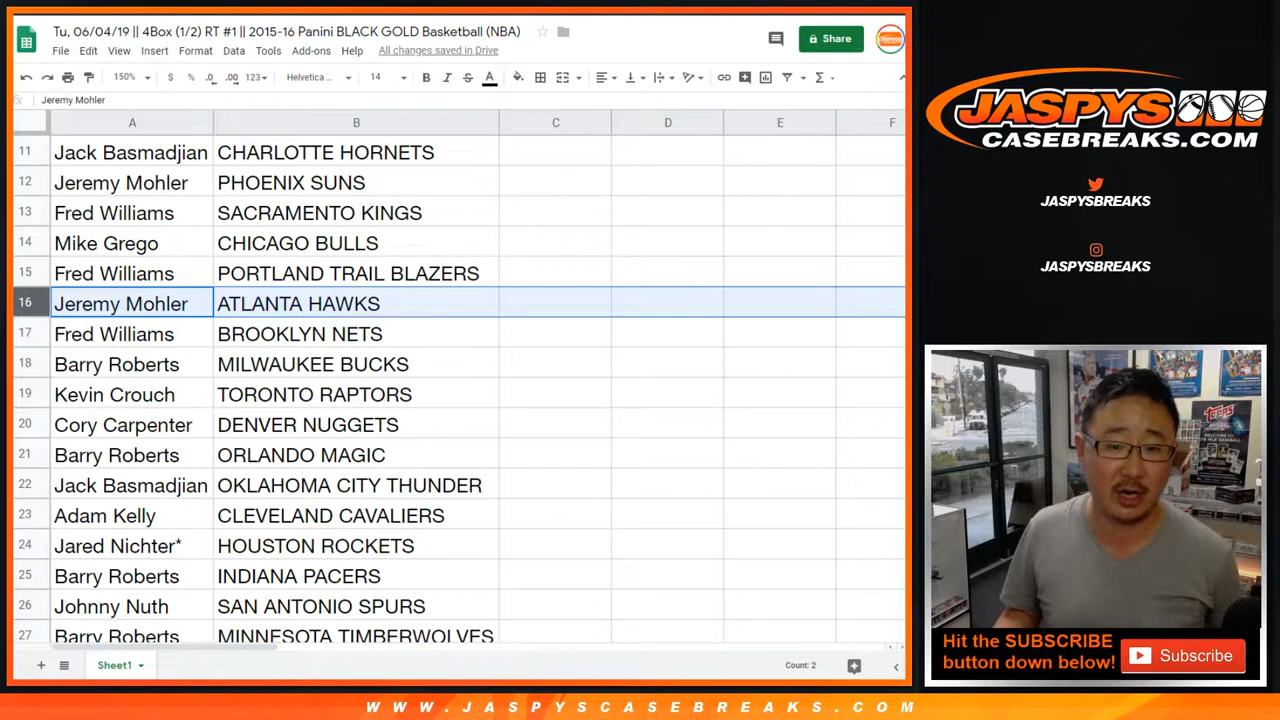 Tu, 06/04/19 || 4Box (1/2) RT #1 || 2015-16 Panini BLACK GOLD Basketball (NBA)
File Edit View Insert Format Data Tools Add-ons Help All changes saved in Drive
Share
150% $ % .0 .00 123 Helvetica ... 14 B I S A
fx Jeremy Mohler
A B C D E F
11 Jack Basmadjian CHARLOTTE HORNETS
12 Jeremy Mohler PHOENIX SUNS
13 Fred Williams SACRAMENTO KINGS
14 Mike Grego CHICAGO BULLS
15 Fred Williams PORTLAND TRAIL BLAZERS
16 Jeremy Mohler ATLANTA HAWKS
17 Fred Williams BROOKLYN NETS
18 Barry Roberts MILWAUKEE BUCKS
19 Kevin Crouch TORONTO RAPTORS
20 Cory Carpenter DENVER NUGGETS
21 Barry Roberts ORLANDO MAGIC
22 Jack Basmadjian OKLAHOMA CITY THUNDER
23 Adam Kelly CLEVELAND CAVALIERS
24 Jared Nichter* HOUSTON ROCKETS
25 Barry Roberts INDIANA PACERS
26 Johnny Nuth SAN ANTONIO SPURS
27 Barry Roberts MINNESOTA TIMBERWOLVES
Sheet1
Count: 2
JASPYS
CASEBREAKS.COM
JASPYSBREAKS
JASPYSBREAKS
topps
WELCOME TO
Hit the SUBSCRIBE
button down below!
Subscribe
WWW.JASPYSCASEBREAKS.COM